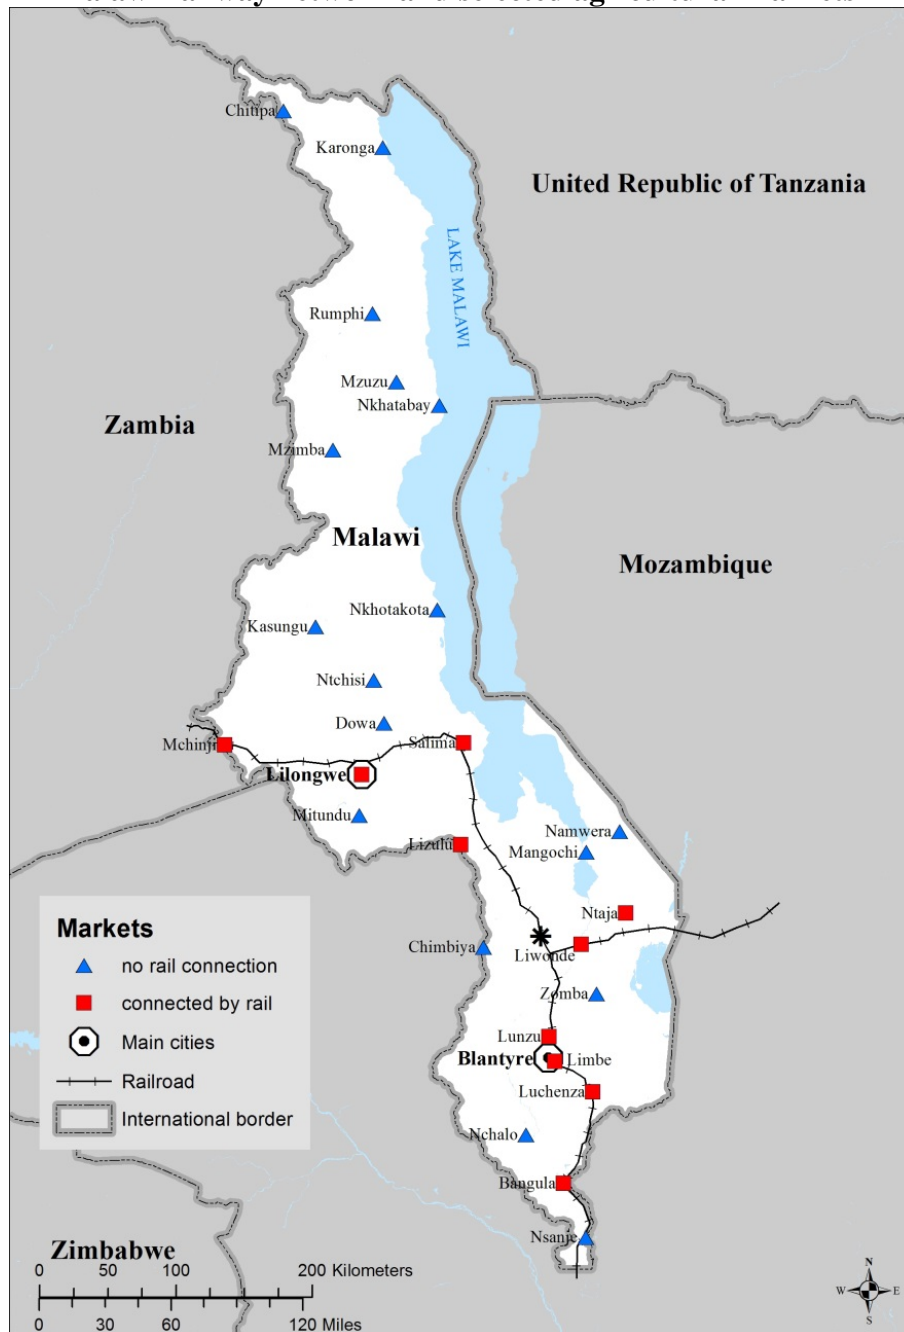 Chitipa
Karonga
United Republic of Tanzania
LAKE MALAWI
Rumphi
Mzuzu
Nkhatabay
Zambia
Mzimba
Malawi
Mozambique
Nkhotakota
Kasungu
Ntchisi
Dowa
Mchinji
Salima
Lilongwe
Mitundu
Namwera
Lizulu
Mangochi
Ntaja
Chimbiya
Liwonde
Zomba
Lunzu
Blantyre
Limbe
Luchenza
Nchalo
Bangula
Nsanje
Markets
no rail connection
connected by rail
Main cities
Railroad
International border
Zimbabwe
0 50 100 200 Kilometers
0 30 60 120 Miles
N
W E
S